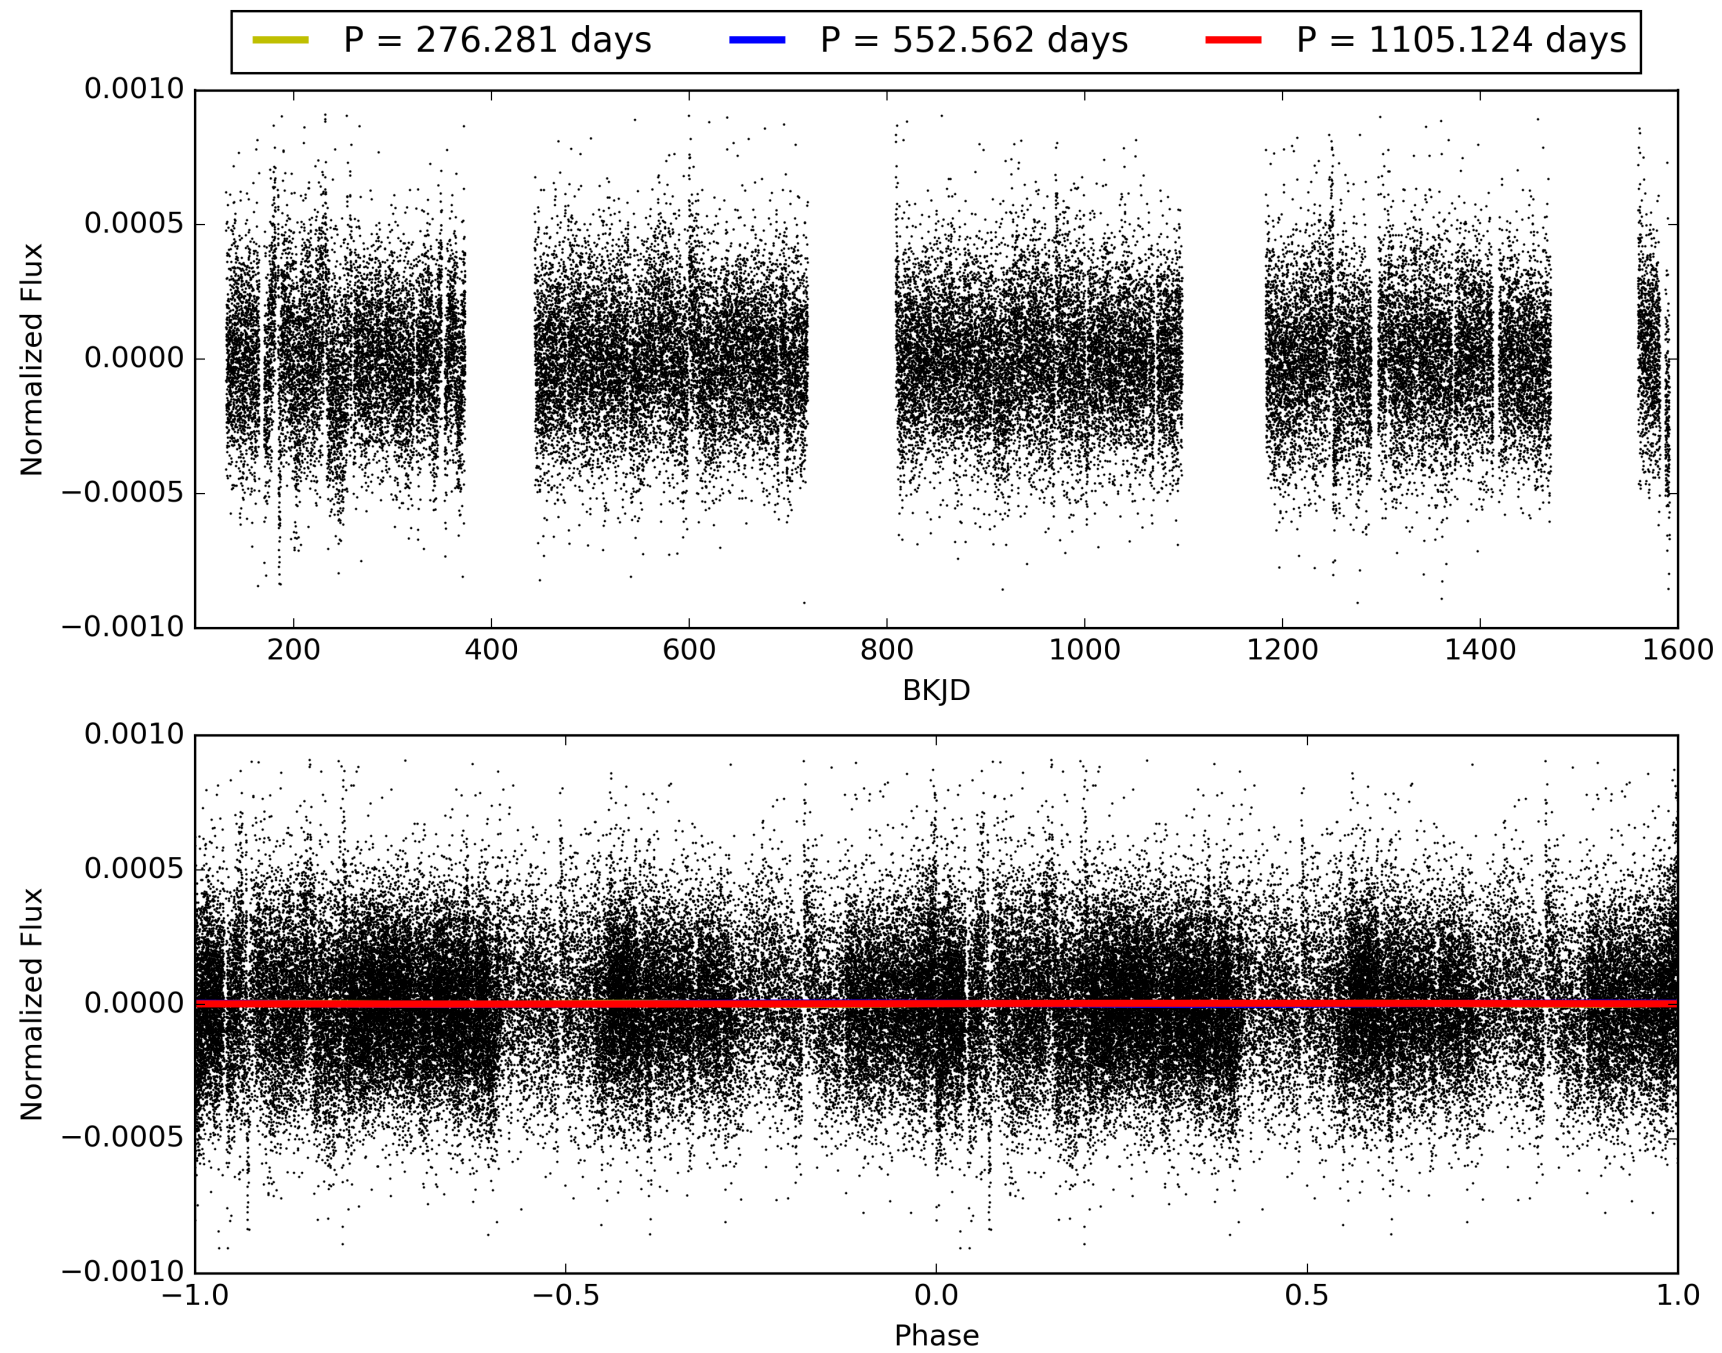 P = 276.281 days P = 552.562 days P = 1105.124 days
0.0010
0.0005
0.0000
−0.0005
−0.0010
Normalized Flux
200 400 600 800 1000 1200 1400 1600
BKJD
0.0010
0.0005
0.0000
−0.0005
−0.0010
Normalized Flux
−1.0 −0.5 0.0 0.5 1.0
Phase